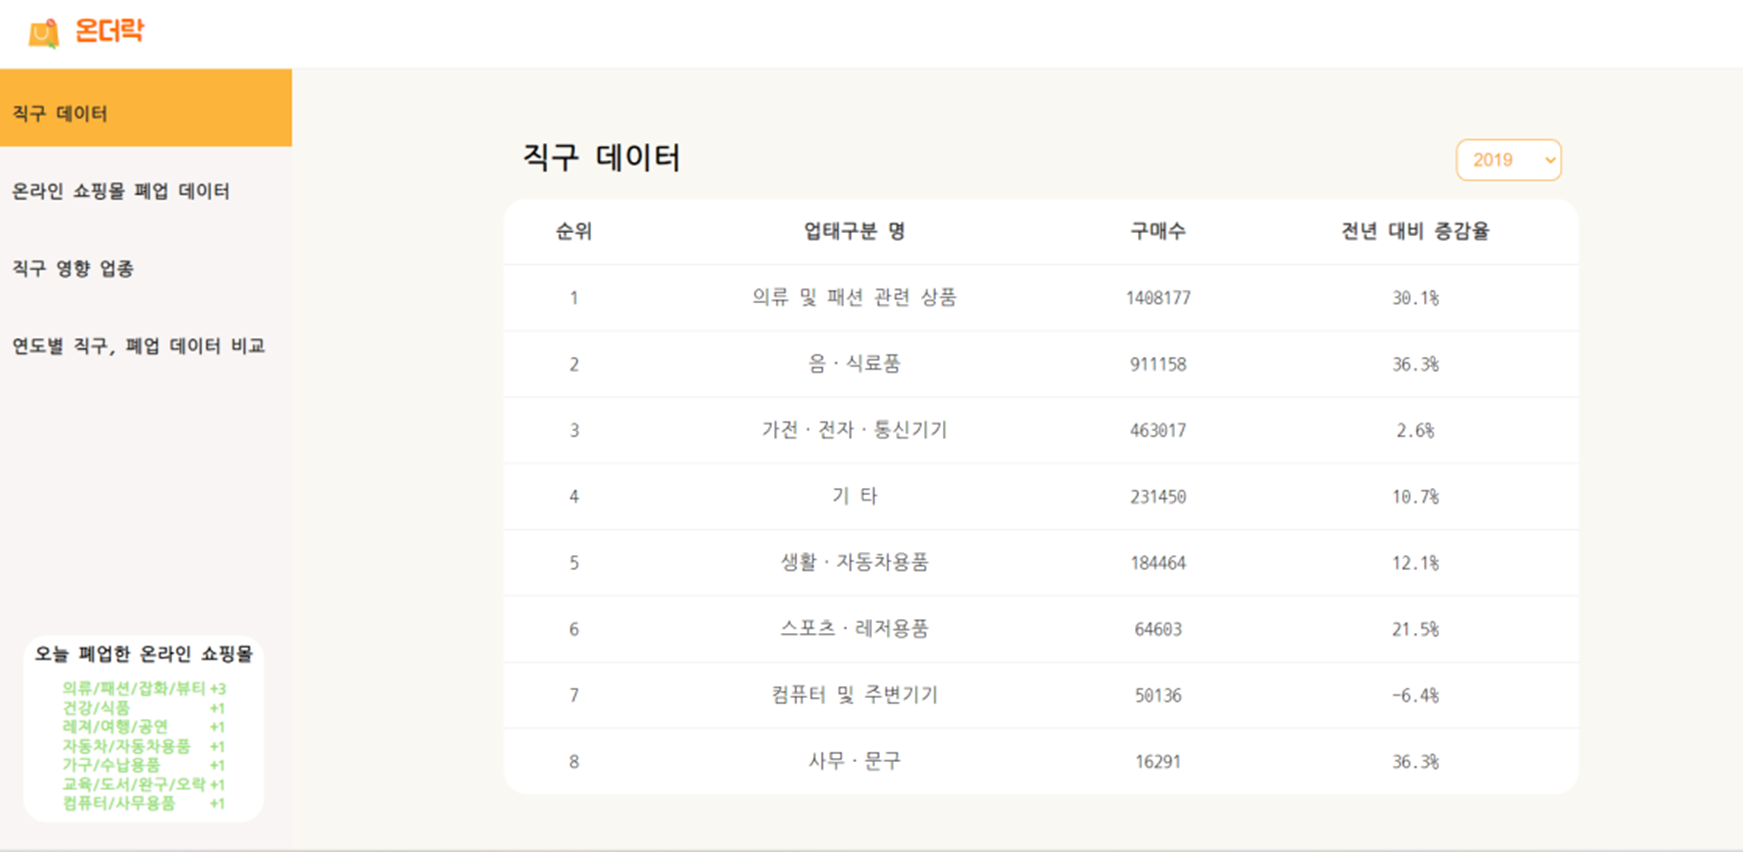 온더락
직구 데이터
온라인 쇼핑몰 폐업 데이터
직구 영향 업종
연도별 직구, 폐업 데이터 비교
오늘 폐업한 온라인 쇼핑몰
의류/패션/잡화/뷰티 +3
건강/식품 +1
레져/여행/공연 +1
자동차/자동차용품 +1
가구/수납용품 +1
교육/도서/완구/오락 +1
컴퓨터/사무용품 +1
직구 데이터 2019
순위 업태구분 명 구매수 전년 대비 증감율
1 의류 및 패션 관련 상품 1408177 30.1%
2 음 · 식료품 911158 36.3%
3 가전 · 전자 · 통신기기 463017 2.6%
4 기 타 231450 10.7%
5 생활 · 자동차용품 184464 12.1%
6 스포츠 · 레저용품 64603 21.5%
7 컴퓨터 및 주변기기 50136 -6.4%
8 사무 · 문구 16291 36.3%